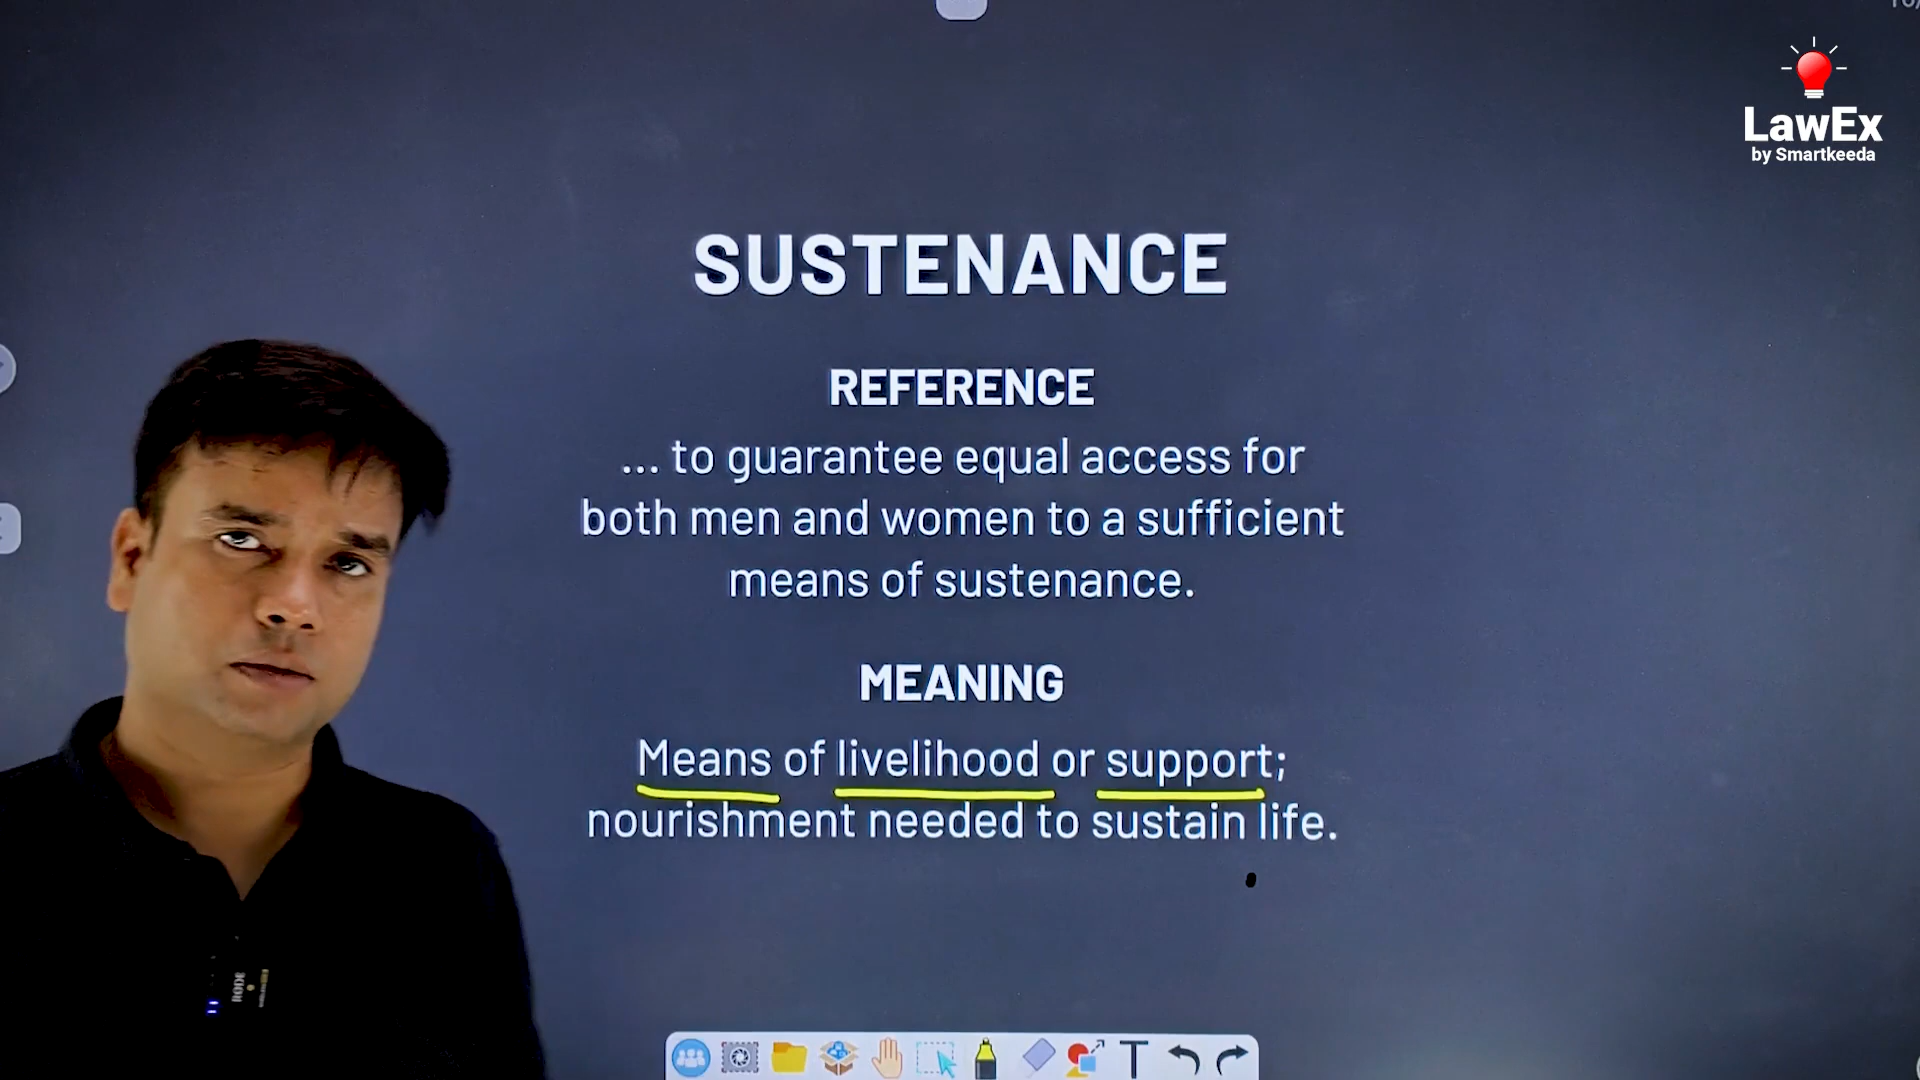 LawEx
by Smartkeeda
SUSTENANCE
REFERENCE
... to guarantee equal access for
both men and women to a sufficient
means of sustenance.
MEANING
Means of livelihood or support;
nourishment needed to sustain life.
RODE
T